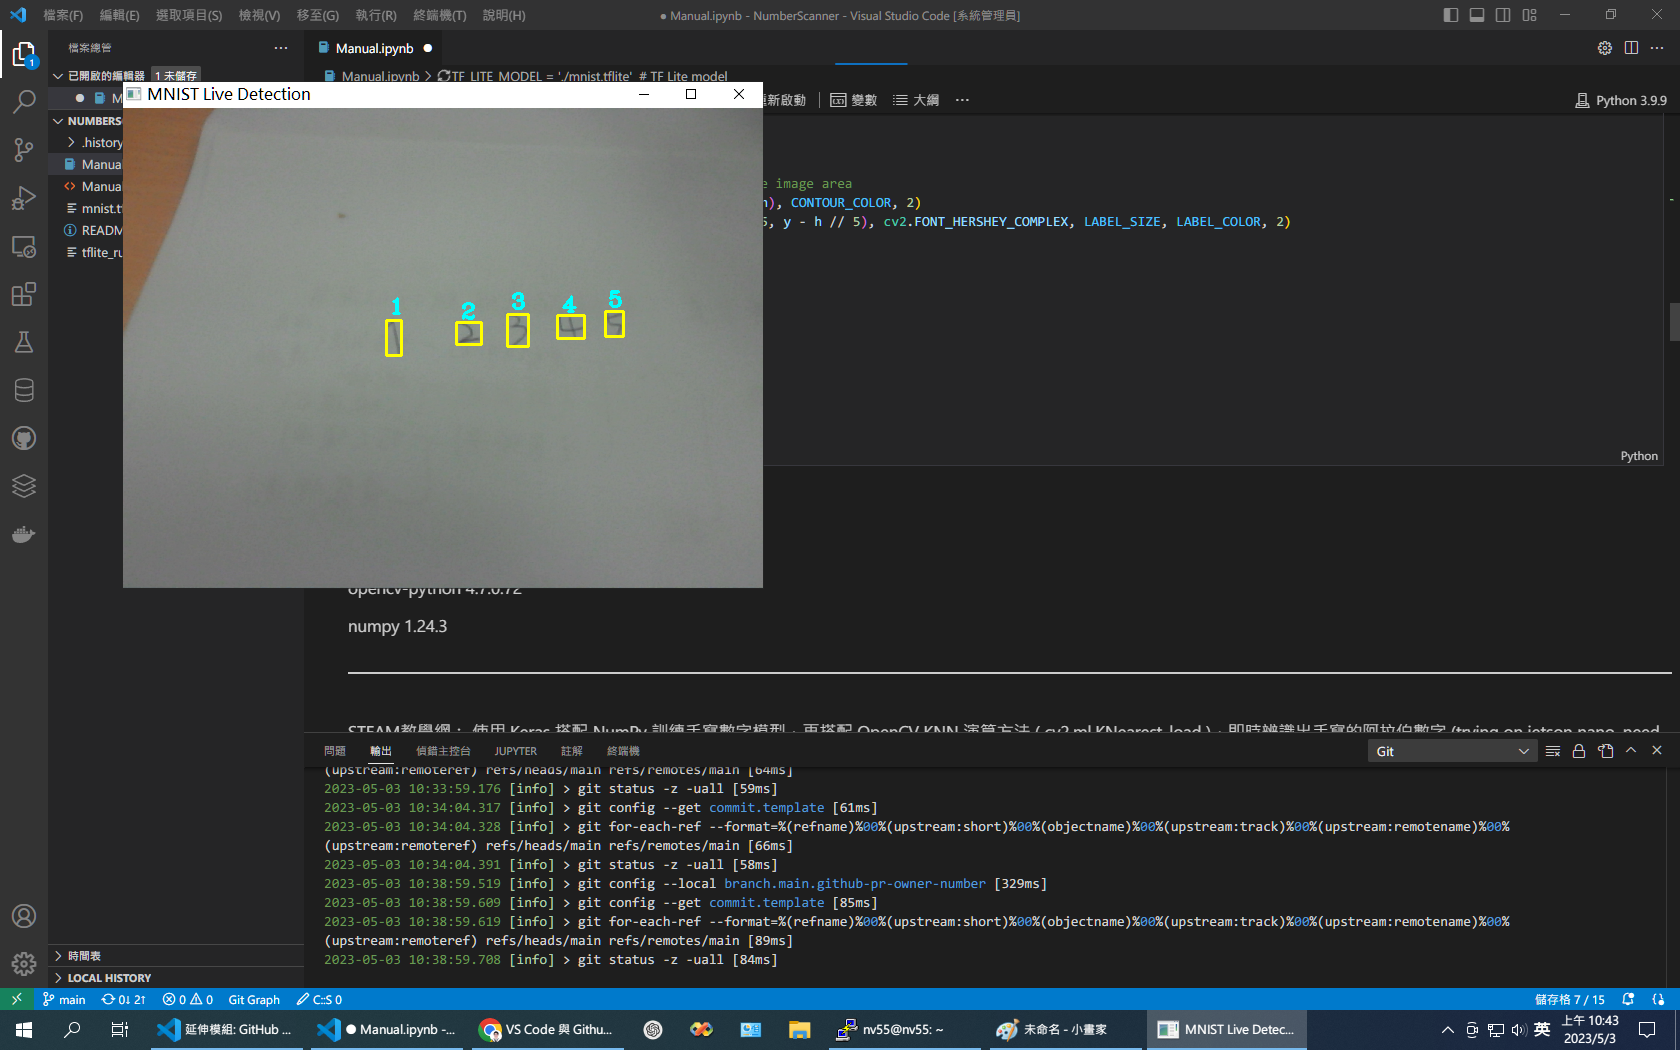 檔案(F) 編輯(E) 選取項目(S) 檢視(V) 移至(G) 執行(R) 終端機(T) 說明(H)
● Manual.ipynb - NumberScanner - Visual Studio Code [系統管理員]
檔案總管
Manual.ipynb
已開啟的編輯器 1 未儲存
Manual.ipynb > TF_LITE_MODEL = './mnist.tflite' # TF Lite model
MNIST Live Detection
重新啟動 變數 大綱
Python 3.9.9
NUMBERS
.history
Manua
Manua
mnist.t
READM
tflite_ru
e image area
h), CONTOUR_COLOR, 2)
5, y - h // 5), cv2.FONT_HERSHEY_COMPLEX, LABEL_SIZE, LABEL_COLOR, 2)
1 2 3 4 5
1 2 3 4 5
Python
opencv-python 4.7.0.72
numpy 1.24.3
STEAM教學網： 使用 Keras 搭配 NumPy 訓練手寫數字模型，再搭配 OpenCV KNN 演算方法 ( cv2.ml.KNearest_load )，即時辨識出手寫的阿拉伯數字 (trying on jetson nano, need
問題 輸出 偵錯主控台 JUPYTER 註解 終端機
Git
(upstream:remoteref) refs/heads/main refs/remotes/main [64ms]
2023-05-03 10:33:59.176 [info] > git status -z -uall [59ms]
2023-05-03 10:34:04.317 [info] > git config --get commit.template [61ms]
2023-05-03 10:34:04.328 [info] > git for-each-ref --format=%(refname)%00%(upstream:short)%00%(objectname)%00%(upstream:track)%00%(upstream:remotename)%00%
(upstream:remoteref) refs/heads/main refs/remotes/main [66ms]
2023-05-03 10:34:04.391 [info] > git status -z -uall [58ms]
2023-05-03 10:38:59.519 [info] > git config --local branch.main.github-pr-owner-number [329ms]
2023-05-03 10:38:59.609 [info] > git config --get commit.template [85ms]
2023-05-03 10:38:59.619 [info] > git for-each-ref --format=%(refname)%00%(upstream:short)%00%(objectname)%00%(upstream:track)%00%(upstream:remotename)%00%
(upstream:remoteref) refs/heads/main refs/remotes/main [89ms]
2023-05-03 10:38:59.708 [info] > git status -z -uall [84ms]
時間表
LOCAL HISTORY
main 0↓ 2↑ 0 0 Git Graph C::S 0
儲存格 7 / 15
延伸模組: GitHub ...
● Manual.ipynb -...
VS Code 與 Githu...
nv55@nv55: ~
未命名 - 小畫家
MNIST Live Detec...
英
上午 10:43
2023/5/3